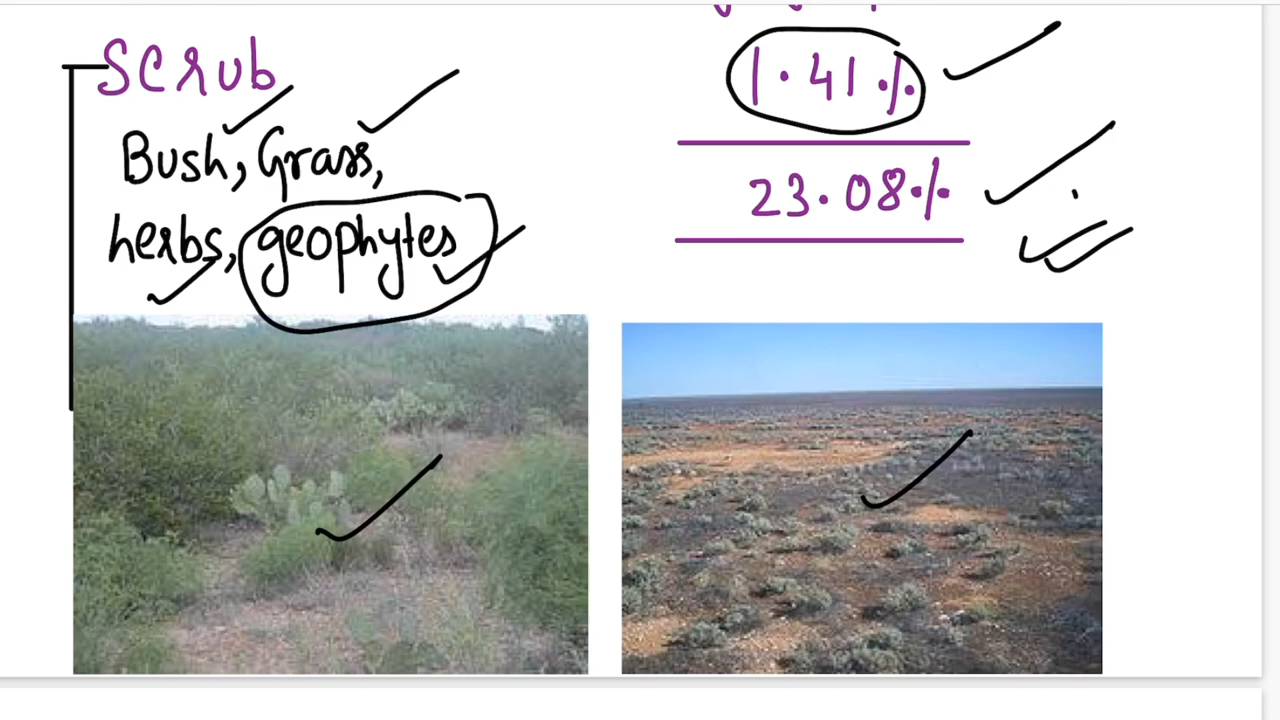 Scrub
Bush, Grass,
herbs, geophytes
1.41%
23.08%